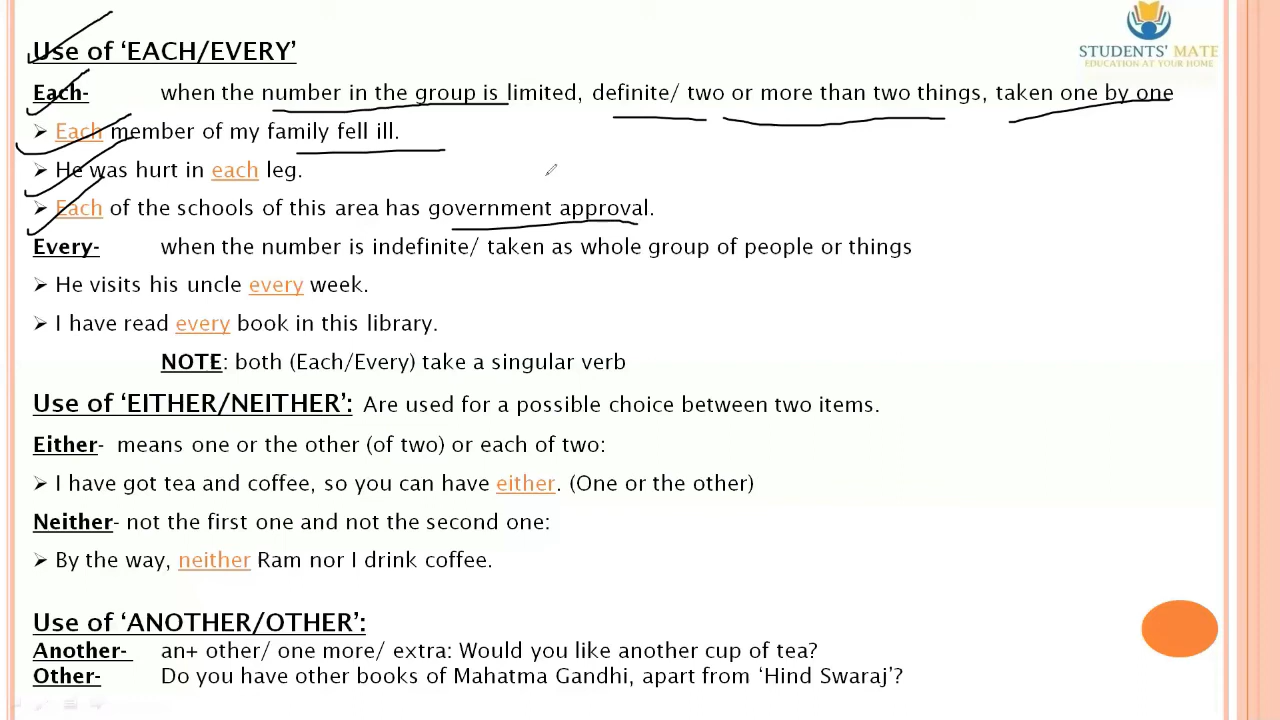 STUDENTS' MATE
EDUCATION AT YOUR HOME
Use of ‘EACH/EVERY’
Each- when the number in the group is limited, definite/ two or more than two things, taken one by one
➢ Each member of my family fell ill.
➢ He was hurt in each leg.
➢ Each of the schools of this area has government approval.
Every- when the number is indefinite/ taken as whole group of people or things
➢ He visits his uncle every week.
➢ I have read every book in this library.
NOTE: both (Each/Every) take a singular verb
Use of ‘EITHER/NEITHER’: Are used for a possible choice between two items.
Either- means one or the other (of two) or each of two:
➢ I have got tea and coffee, so you can have either. (One or the other)
Neither- not the first one and not the second one:
➢ By the way, neither Ram nor I drink coffee.
Use of ‘ANOTHER/OTHER’:
Another- an+ other/ one more/ extra: Would you like another cup of tea?
Other- Do you have other books of Mahatma Gandhi, apart from ‘Hind Swaraj’?